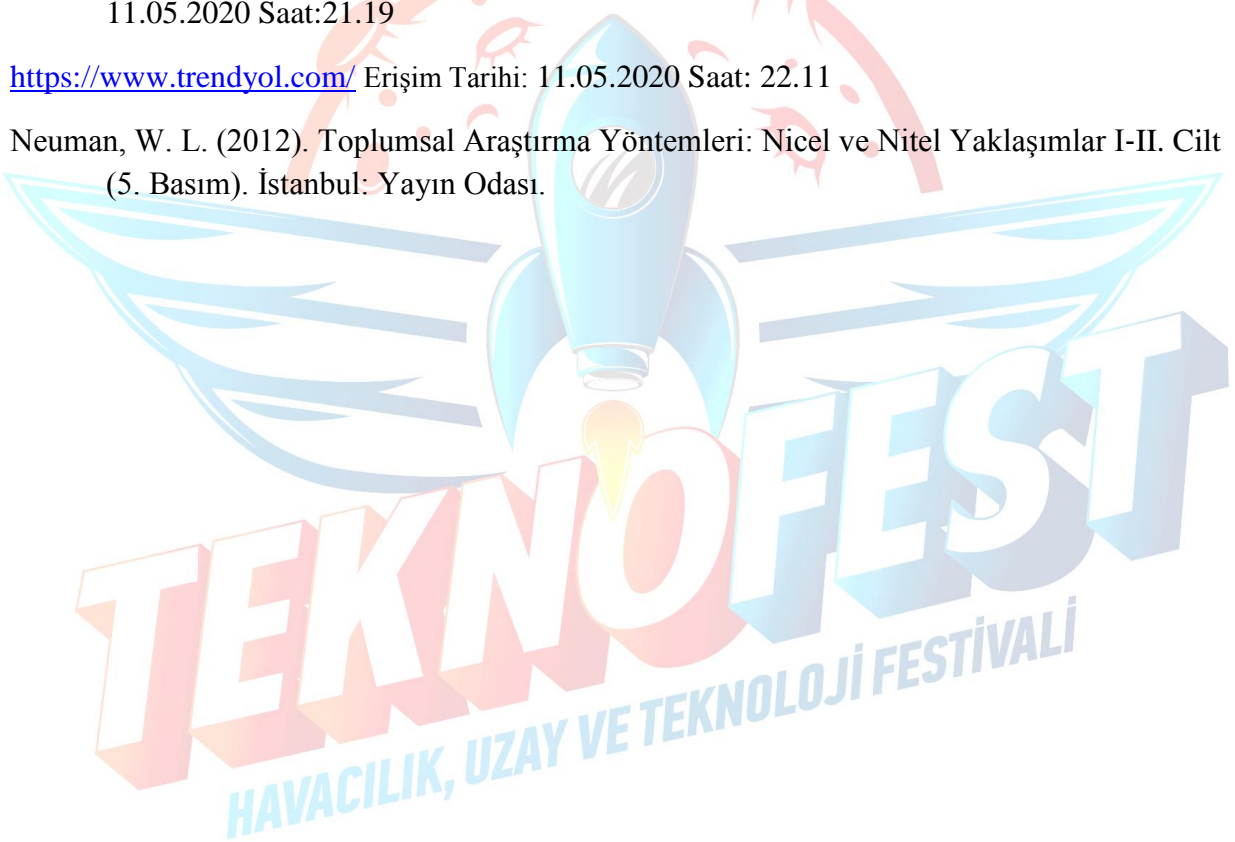 11.05.2020 Saat:21.19
https://www.trendyol.com/ Erişim Tarihi: 11.05.2020 Saat: 22.11
Neuman, W. L. (2012). Toplumsal Araştırma Yöntemleri: Nicel ve Nitel Yaklaşımlar I-II. Cilt
(5. Basım). İstanbul: Yayın Odası.
TEKNOFEST
HAVACILIK, UZAY VE TEKNOLOJİ FESTİVALİ